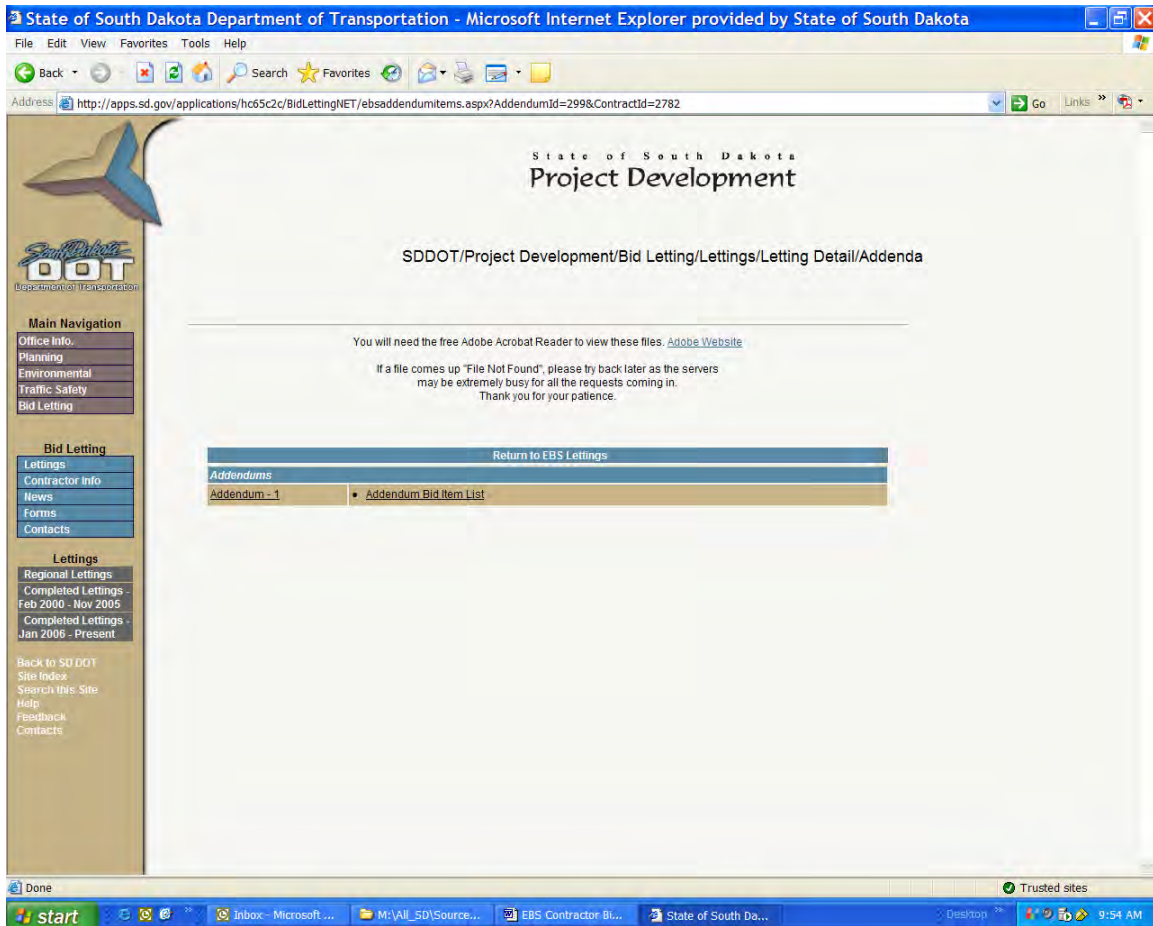 State of South Dakota Department of Transportation - Microsoft Internet Explorer provided by State of South Dakota
File Edit View Favorites Tools Help
Back Search Favorites
Address http://apps.sd.gov/applications/hc65c2c/BidLettingNET/ebsaddendumitems.aspx?AddendumId=299&ContractId=2782 Go Links »
State of South Dakota
Project Development
South Dakota
DOT
Department of Transportation
SDDOT/Project Development/Bid Letting/Lettings/Letting Detail/Addenda
Main Navigation
Office Info.
Planning
Environmental
Traffic Safety
Bid Letting
You will need the free Adobe Acrobat Reader to view these files. Adobe Website
If a file comes up "File Not Found", please try back later as the servers
may be extremely busy for all the requests coming in.
Thank you for your patience.
Bid Letting
Lettings
Contractor Info
News
Forms
Contacts
Return to EBS Lettings
Addendums
Addendum - 1 • Addendum Bid Item List
Lettings
Regional Lettings
Completed Lettings -
Feb 2000 - Nov 2005
Completed Lettings -
Jan 2006 - Present
Back to SD DOT
Site Index
Search this Site
Help
Feedback
Contacts
Done Trusted sites
start » Inbox - Microsoft ... M:\All_SD\Source... EBS Contractor Bi... State of South Da... Desktop » 9:54 AM